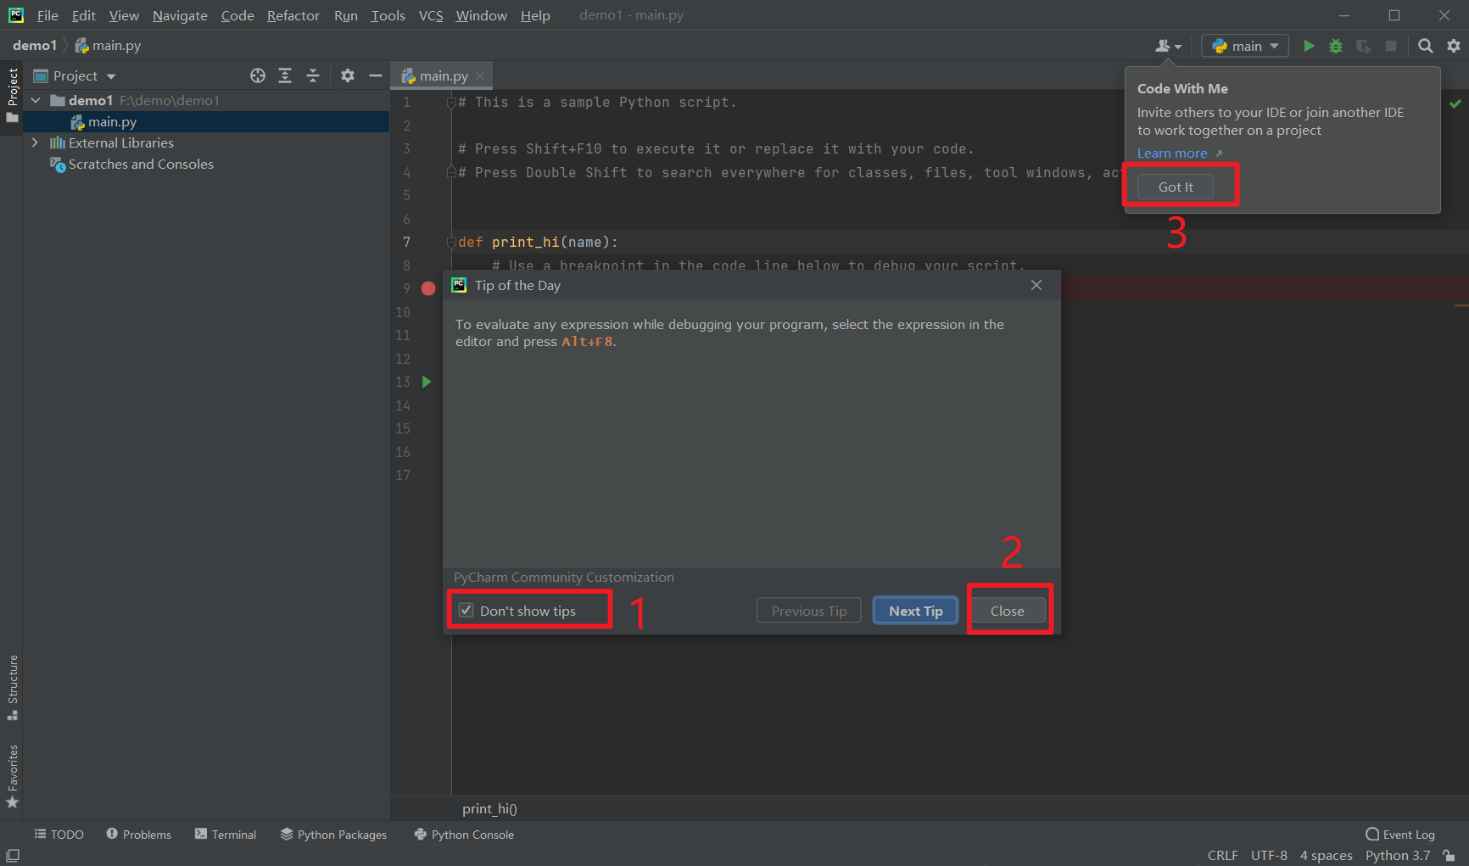 File Edit View Navigate Code Refactor Run Tools VCS Window Help demo1 - main.py
demo1 main.py
main
Project
Project
main.py
demo1 F:\demo\demo1
main.py
External Libraries
Scratches and Consoles
1 # This is a sample Python script.
2
3 # Press Shift+F10 to execute it or replace it with your code.
4 # Press Double Shift to search everywhere for classes, files, tool windows, ac
5
6
7 def print_hi(name):
8 # Use a breakpoint in the code line below to debug your script.
9
10
11
12
13
14
15
16
17
Code With Me
Invite others to your IDE or join another IDE
to work together on a project
Learn more
Got It
3
Tip of the Day
To evaluate any expression while debugging your program, select the expression in the
editor and press Alt+F8.
2
PyCharm Community Customization
Don't show tips
1
Previous Tip
Next Tip
Close
Structure
Favorites
print_hi()
TODO Problems Terminal Python Packages Python Console Event Log
CRLF UTF-8 4 spaces Python 3.7